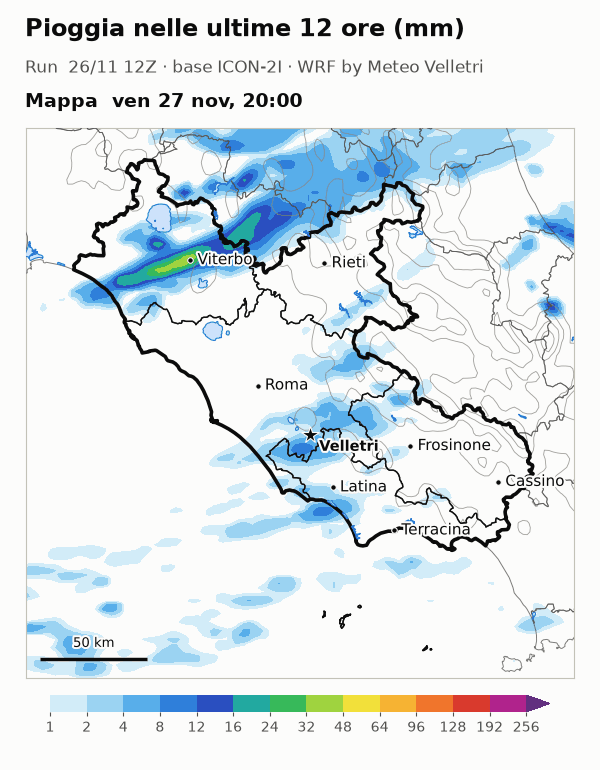 Pioggia nelle ultime 12 ore (mm)
Run  26/11 12Z · base ICON-2I · WRF by Meteo Velletri
Mappa  ven 27 nov, 20:00
Viterbo
Rieti
Roma
Velletri
Frosinone
Latina
Cassino
Terracina
50 km
1 2 4 8 12 16 24 32 48 64 96 128 192 256